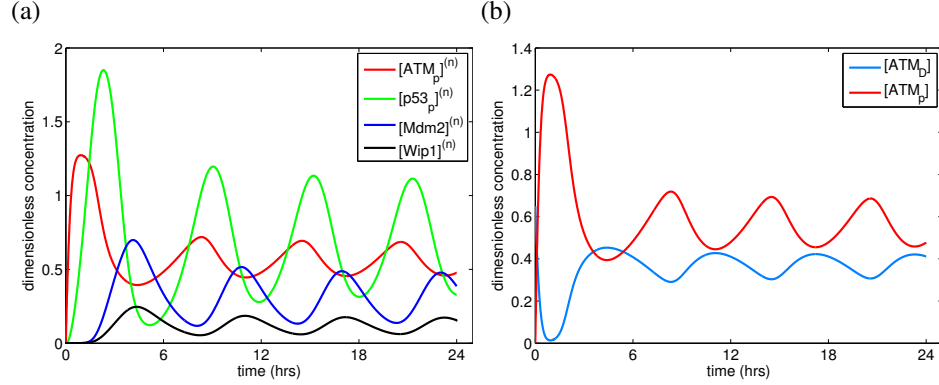 (a)
(b)
2
1.5
1
0.5
0
0 6 12 18 24
dimensionless concentration
time (hrs)
[ATM_p]^(n)
[p53_p]^(n)
[Mdm2]^(n)
[Wip1]^(n)
1.4
1.2
1
0.8
0.6
0.4
0.2
0
0 6 12 18 24
dimesnionless concentration
time (hrs)
[ATM_D]
[ATM_p]